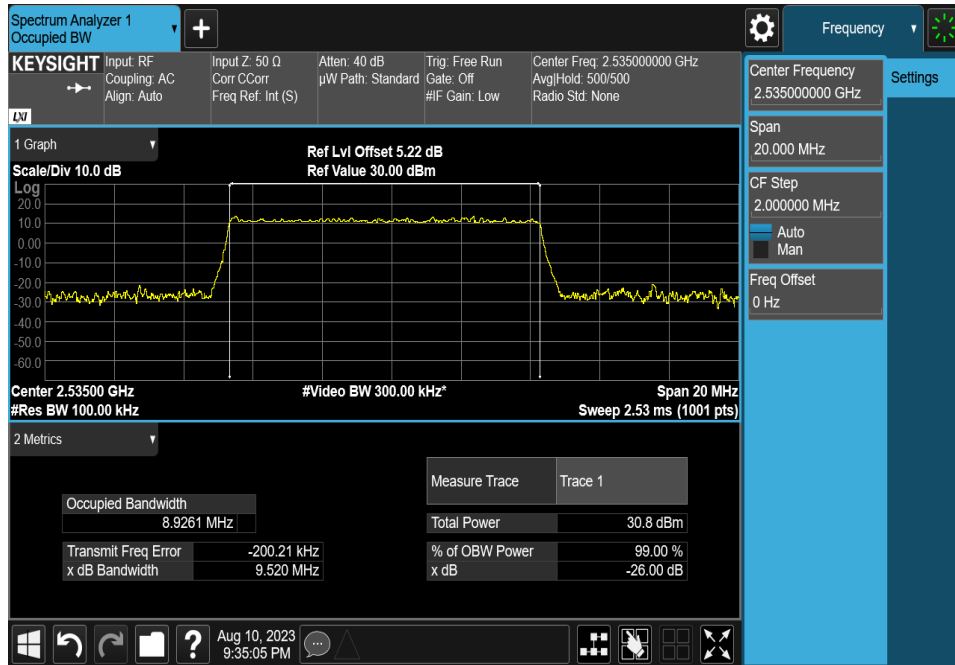 Spectrum Analyzer 1
Occupied BW
+
Frequency
KEYSIGHT
Input: RF
Coupling: AC
Align: Auto
Input Z: 50 Ω
Corr CCorr
Freq Ref: Int (S)
Atten: 40 dB
µW Path: Standard
Trig: Free Run
Gate: Off
#IF Gain: Low
Center Freq: 2.535000000 GHz
Avg|Hold: 500/500
Radio Std: None
LXI
Center Frequency
2.535000000 GHz
Settings
Span
20.000 MHz
CF Step
2.000000 MHz
Auto
Man
Freq Offset
0 Hz
1 Graph
Scale/Div 10.0 dB
Ref Lvl Offset 5.22 dB
Ref Value 30.00 dBm
Log
20.0
10.0
0.00
-10.0
-20.0
-30.0
-40.0
-50.0
-60.0
Center 2.53500 GHz
#Video BW 300.00 kHz*
Span 20 MHz
#Res BW 100.00 kHz
Sweep 2.53 ms (1001 pts)
2 Metrics
Measure Trace
Trace 1
Occupied Bandwidth
8.9261 MHz
Total Power
30.8 dBm
Transmit Freq Error
-200.21 kHz
% of OBW Power
99.00 %
x dB Bandwidth
9.520 MHz
x dB
-26.00 dB
?
Aug 10, 2023
9:35:05 PM